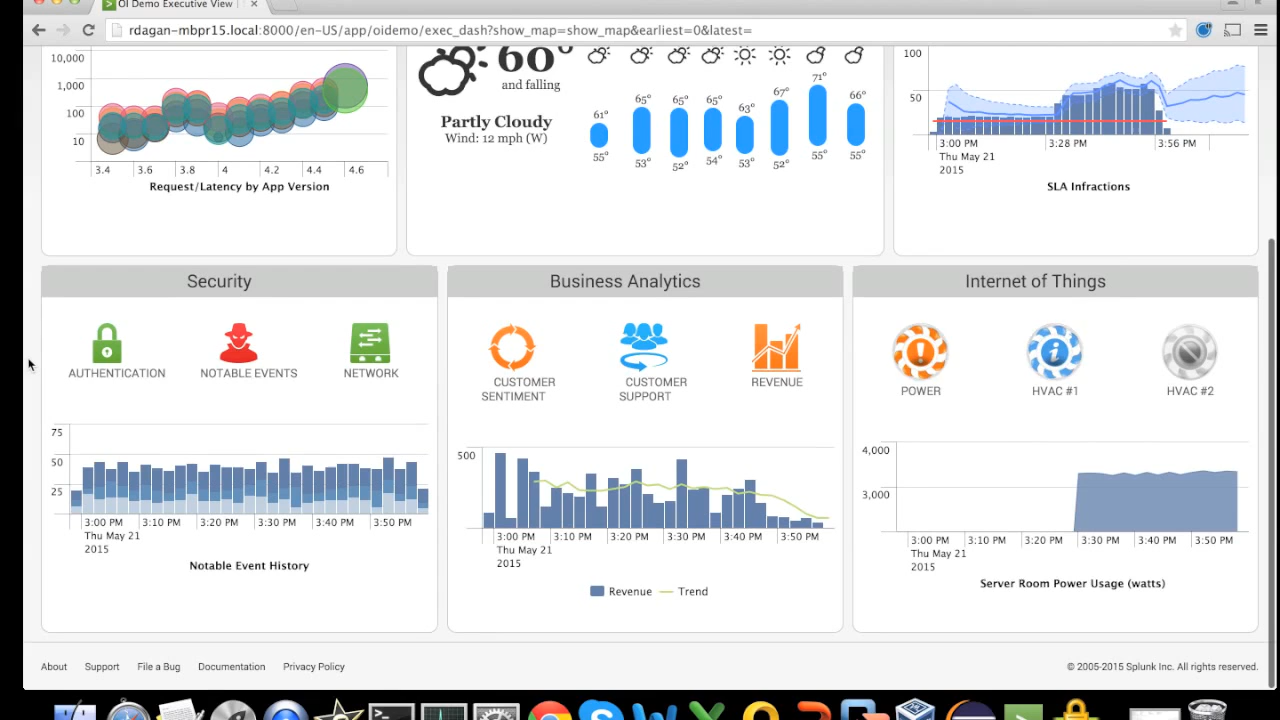 OI Demo Executive View
rdagan-mbpr15.local:8000/en-US/app/oidemo/exec_dash?show_map=show_map&earliest=0&latest=
10,000
1,000
100
10
3.4 3.6 3.8 4 4.2 4.4 4.6
Request/Latency by App Version
60°
and falling
Partly Cloudy
Wind: 12 mph (W)
61° 65° 65° 65° 63° 67° 71° 66°
55° 53° 52° 54° 53° 52° 55° 55°
100
50
3:00 PM 3:28 PM 3:56 PM
Thu May 21
2015
SLA Infractions
Security
AUTHENTICATION NOTABLE EVENTS NETWORK
75
50
25
3:00 PM 3:10 PM 3:20 PM 3:30 PM 3:40 PM 3:50 PM
Thu May 21
2015
Notable Event History
Business Analytics
CUSTOMER
SENTIMENT
CUSTOMER
SUPPORT
REVENUE
500
3:00 PM 3:10 PM 3:20 PM 3:30 PM 3:40 PM 3:50 PM
Thu May 21
2015
Revenue Trend
Internet of Things
POWER HVAC #1 HVAC #2
4,000
3,000
3:00 PM 3:10 PM 3:20 PM 3:30 PM 3:40 PM 3:50 PM
Thu May 21
2015
Server Room Power Usage (watts)
About Support File a Bug Documentation Privacy Policy
© 2005-2015 Splunk Inc. All rights reserved.